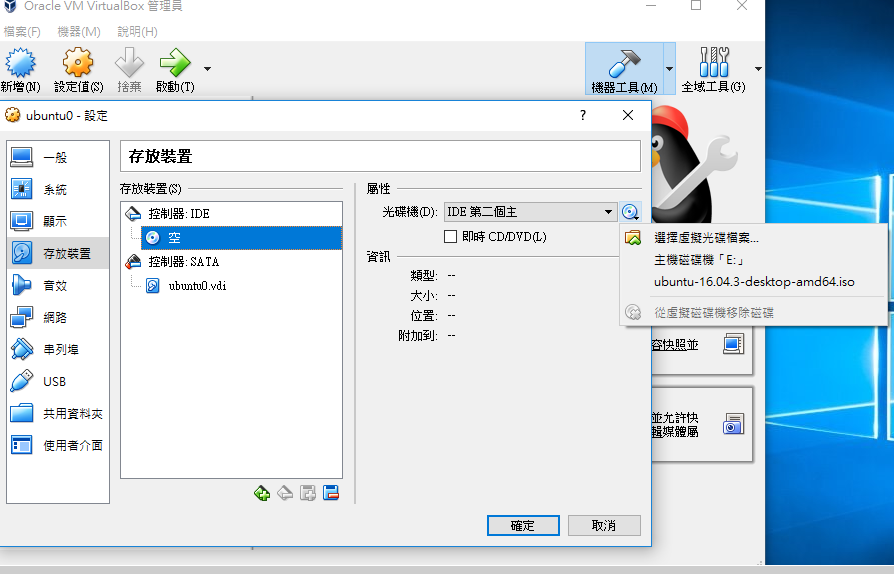 Oracle VM VirtualBox 管理員
檔案(F) 機器(M) 說明(H)
新增(N) 設定值(S) 捨棄 啟動(T) 機器工具(M) 全域工具(G)
ubuntu0 - 設定 ?
一般
系統
顯示
存放裝置
音效
網路
串列埠
USB
共用資料夾
使用者介面
存放裝置
存放裝置(S)
控制器: IDE
空
控制器: SATA
ubuntu0.vdi
屬性
光碟機(D): IDE 第二個主
即時 CD/DVD(L)
資訊
類型: --
大小: --
位置: --
附加到: --
選擇虛擬光碟檔案...
主機磁碟機「E:」
ubuntu-16.04.3-desktop-amd64.iso
從虛擬磁碟機移除磁碟
容快照並
並允許快
輯媒體屬
確定 取消